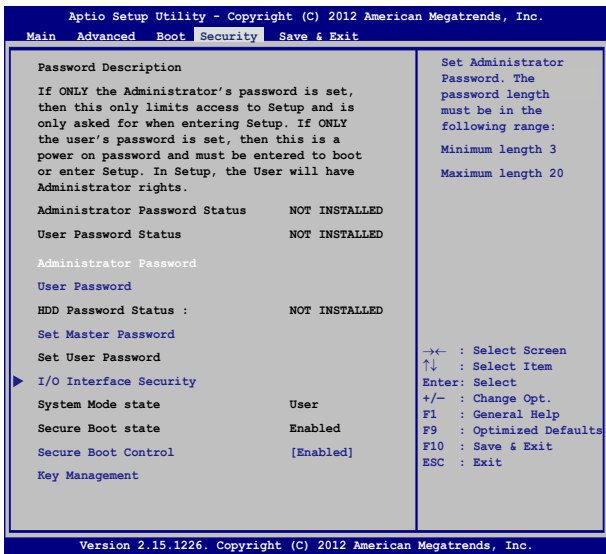 Aptio Setup Utility - Copyright (C) 2012 American Megatrends, Inc.
Main Advanced Boot Security Save & Exit
Password Description
If ONLY the Administrator's password is set,
then this only limits access to Setup and is
only asked for when entering Setup. If ONLY
the user's password is set, then this is a
power on password and must be entered to boot
or enter Setup. In Setup, the User will have
Administrator rights.
Administrator Password Status NOT INSTALLED
User Password Status NOT INSTALLED
Administrator Password
User Password
HDD Password Status : NOT INSTALLED
Set Master Password
Set User Password
I/O Interface Security
System Mode state User
Secure Boot state Enabled
Secure Boot Control [Enabled]
Key Management
Set Administrator
Password. The
password length
must be in the
following range:
Minimum length 3
Maximum length 20
→← : Select Screen
↑↓ : Select Item
Enter: Select
+/— : Change Opt.
F1 : General Help
F9 : Optimized Defaults
F10 : Save & Exit
ESC : Exit
Version 2.15.1226. Copyright (C) 2012 American Megatrends, Inc.